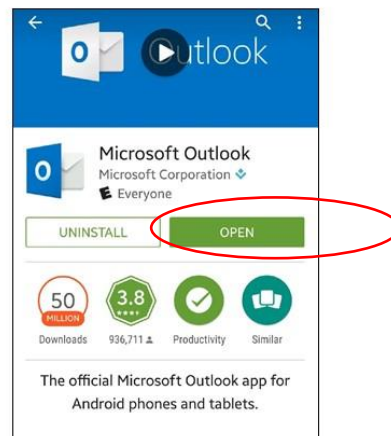 Outlook
Microsoft Outlook
Microsoft Corporation
E Everyone
UNINSTALL OPEN
50 3.8
MILLION
Downloads 936,711 Productivity Similar
The official Microsoft Outlook app for
Android phones and tablets.